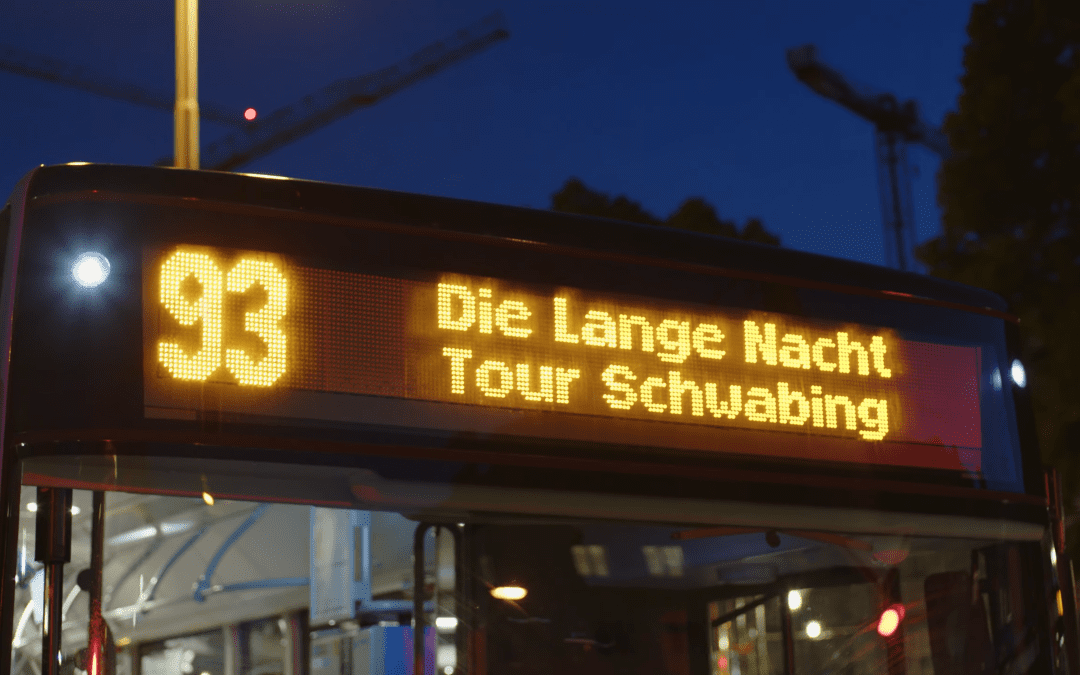 93
Die Lange Nacht
Tour Schwabing